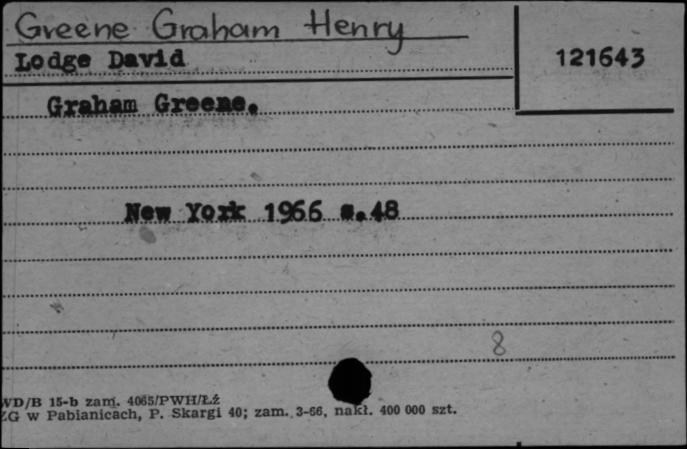 Greene Graham Henry
Lodge David
121643
Graham Greene.
New York 1966 s.48
8
WD/B 15-b zam. 4065/PWH/Łź
ZG w Pabianicach, P. Skargi 40; zam. 3-66, nakł. 400 000 szt.